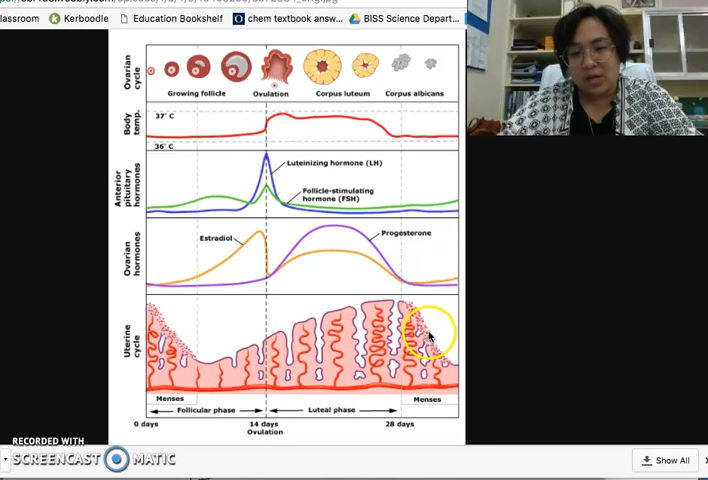 lassroom
Kerboodle
Education Bookshelf
chem textbook answ...
BISS Science Depart...
Ovarian
cycle
Growing follicle
Ovulation
Corpus luteum
Corpus albicans
Body
temp.
37° C
36° C
Anterior
pituitary
hormones
Luteinizing hormone (LH)
Follicle-stimulating
hormone (FSH)
Ovarian
hormones
Estradiol
Progesterone
Uterine
cycle
Menses
Menses
Follicular phase
Luteal phase
0 days
14 days
28 days
Ovulation
RECORDED WITH
SCREENCAST
MATIC
Show All